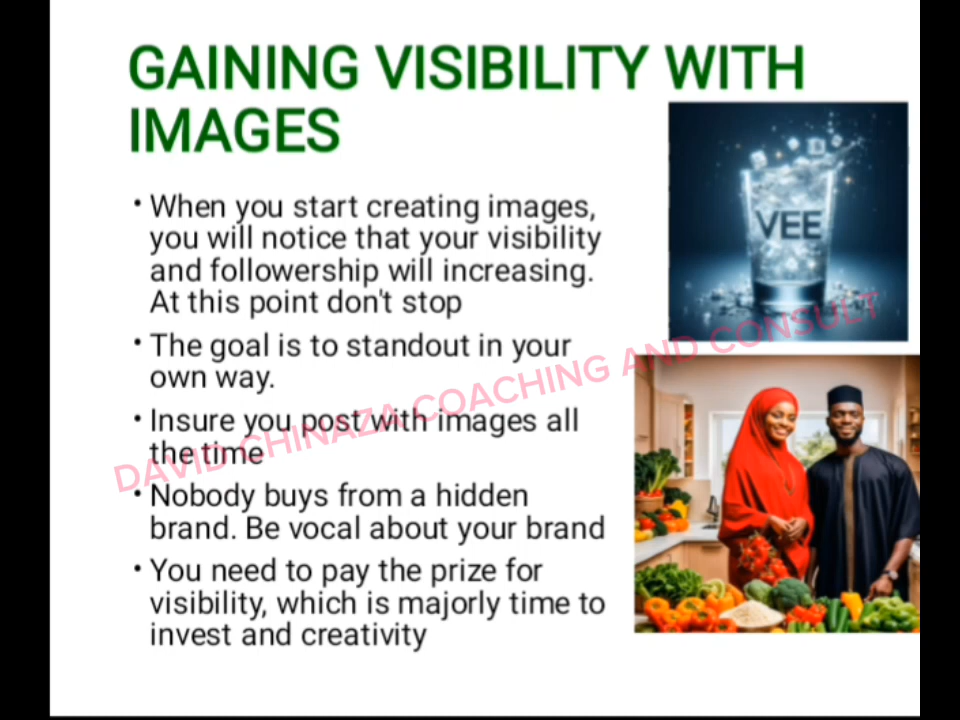 GAINING VISIBILITY WITH
IMAGES
• When you start creating images,
you will notice that your visibility
and followership will increasing.
At this point don't stop
• The goal is to standout in your
own way.
• Insure you post with images all
the time
• Nobody buys from a hidden
brand. Be vocal about your brand
• You need to pay the prize for
visibility, which is majorly time to
invest and creativity
VEE
DAVID CHINAZA COACHING AND CONSULT